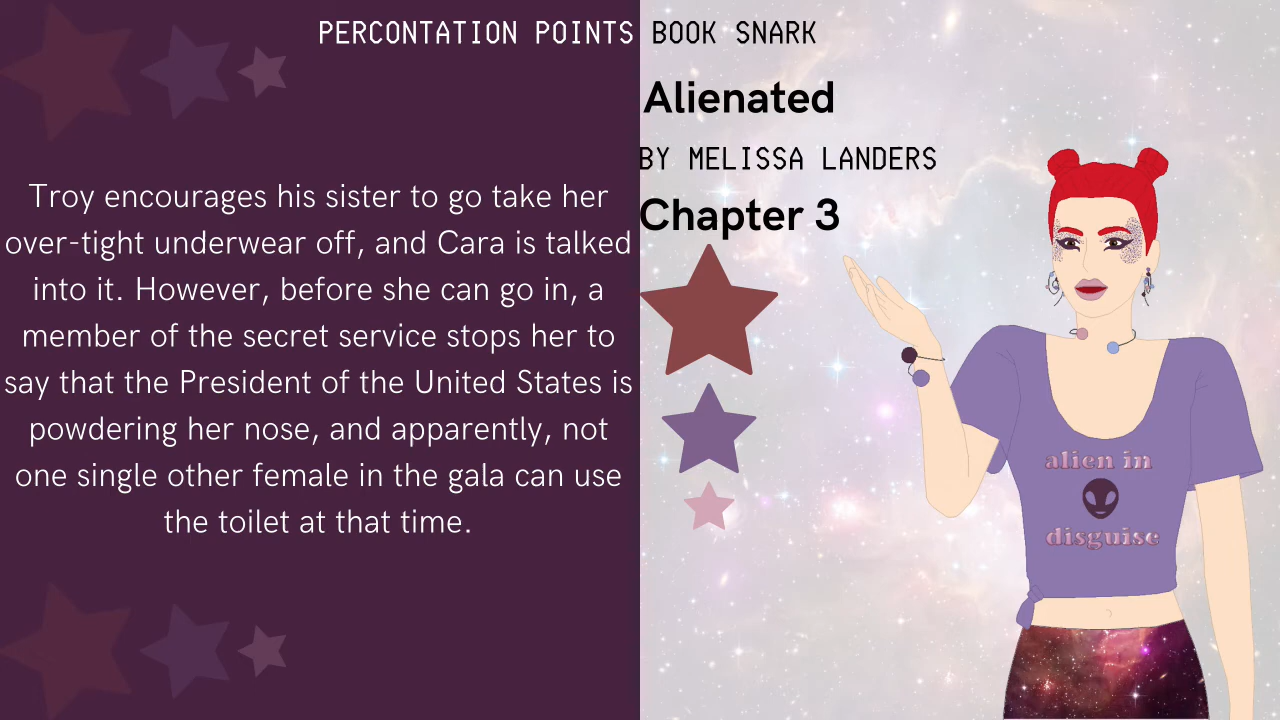 PERCONTATION POINTS BOOK SNARK
Alienated
BY MELISSA LANDERS
Chapter 3
Troy encourages his sister to go take her
over-tight underwear off, and Cara is talked
into it. However, before she can go in, a
member of the secret service stops her to
say that the President of the United States is
powdering her nose, and apparently, not
one single other female in the gala can use
the toilet at that time.
alien in
disguise